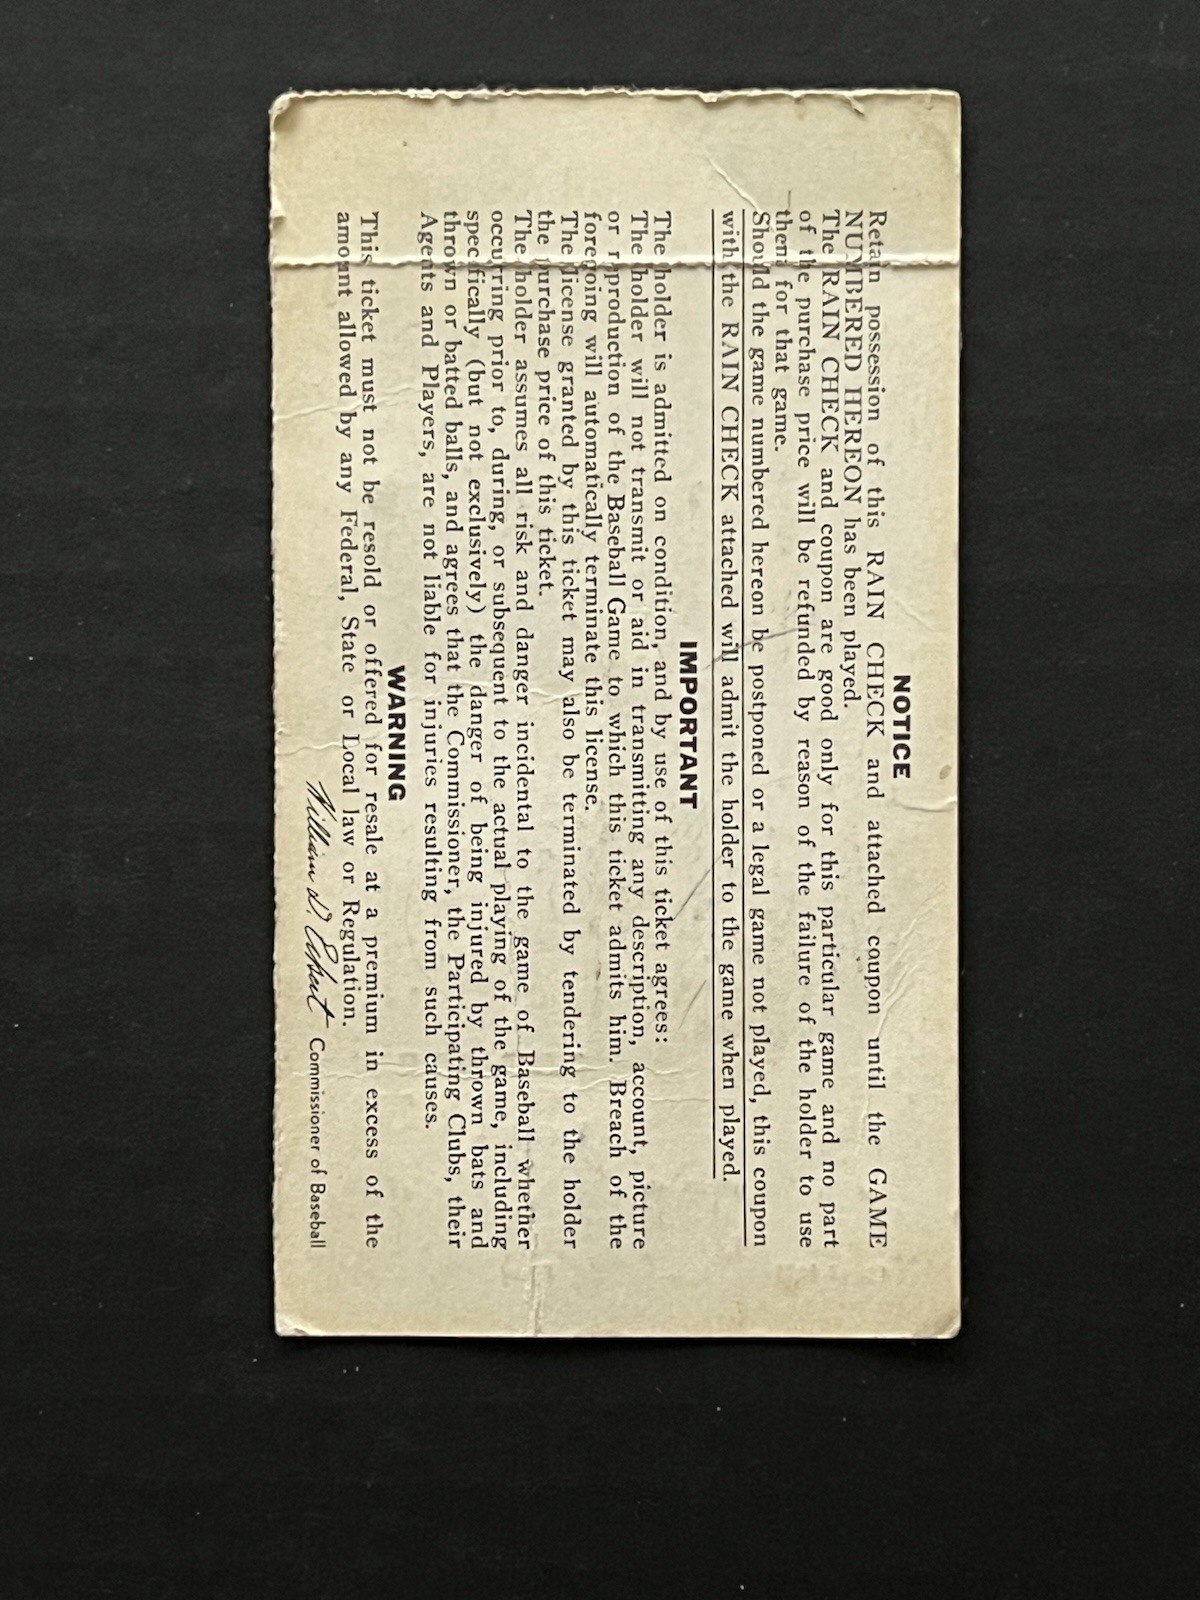 NOTICE
Retain possession of this RAIN CHECK and attached coupon until the GAME
NUMBERED HEREON has been played.
The RAIN CHECK and coupon are good only for this particular game and no part
of the purchase price will be refunded by reason of the failure of the holder to use
them for that game.
Should the game numbered hereon be postponed or a legal game not played, this coupon
with the RAIN CHECK attached will admit the holder to the game when played.
IMPORTANT
The holder is admitted on condition, and by use of this ticket agrees:
The holder will not transmit or aid in transmitting any description, account, picture
or reproduction of the Baseball Game to which this ticket admits him. Breach of the
foregoing will automatically terminate this license.
The license granted by this ticket may also be terminated by tendering to the holder
the purchase price of this ticket.
The holder assumes all risk and danger incidental to the game of Baseball whether
occurring prior to, during, or subsequent to the actual playing of the game, including
specifically (but not exclusively) the danger of being injured by thrown bats and
thrown or batted balls, and agrees that the Commissioner, the Participating Clubs, their
Agents and Players, are not liable for injuries resulting from such causes.
WARNING
This ticket must not be resold or offered for resale at a premium in excess of the
amount allowed by any Federal, State or Local law or Regulation.
William D. Eckert Commissioner of Baseball